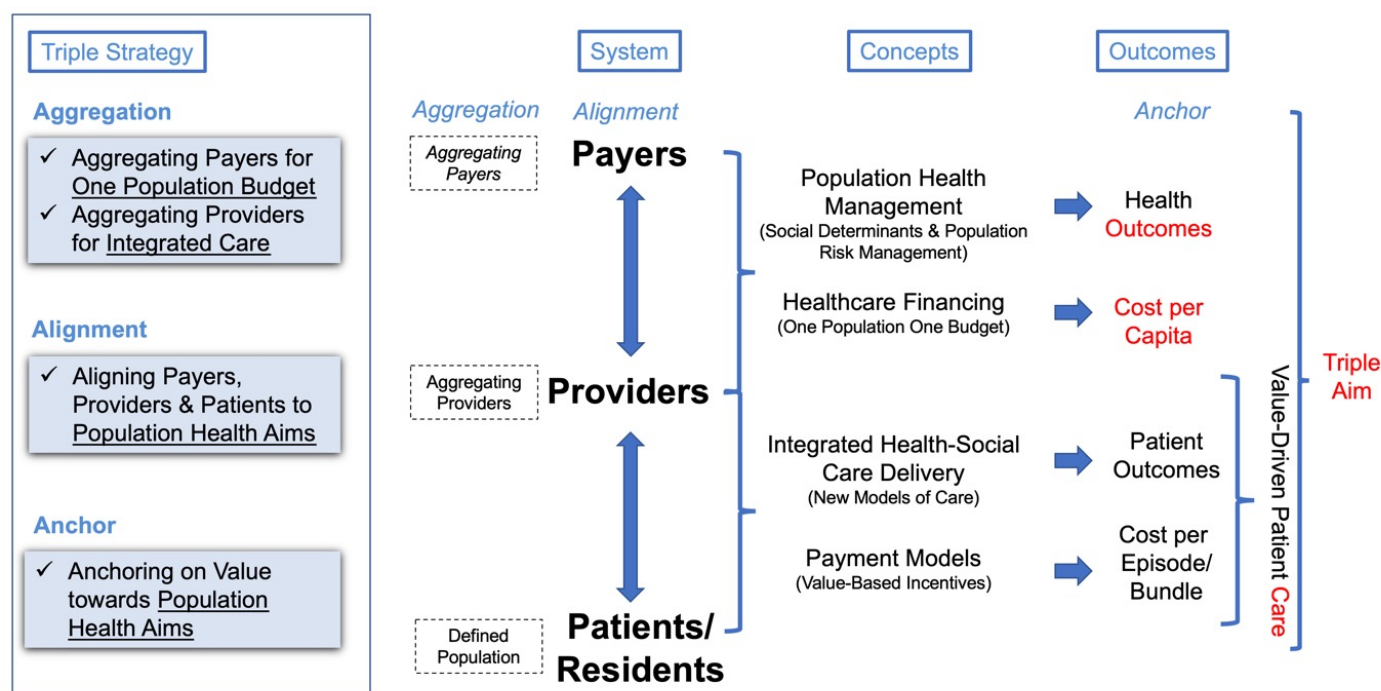 Triple Strategy
Aggregation
✓ Aggregating Payers for
One Population Budget
✓ Aggregating Providers
for Integrated Care
Alignment
✓ Aligning Payers,
Providers & Patients to
Population Health Aims
Anchor
✓ Anchoring on Value
towards Population
Health Aims
System
Concepts
Outcomes
Aggregation
Alignment
Anchor
Aggregating
Payers
Payers
Population Health
Management
(Social Determinants & Population
Risk Management)
Health
Outcomes
Healthcare Financing
(One Population One Budget)
Cost per
Capita
Aggregating
Providers
Providers
Integrated Health-Social
Care Delivery
(New Models of Care)
Patient
Outcomes
Payment Models
(Value-Based Incentives)
Cost per
Episode/
Bundle
Defined
Population
Patients/
Residents
Value-Driven Patient Care
Triple
Aim